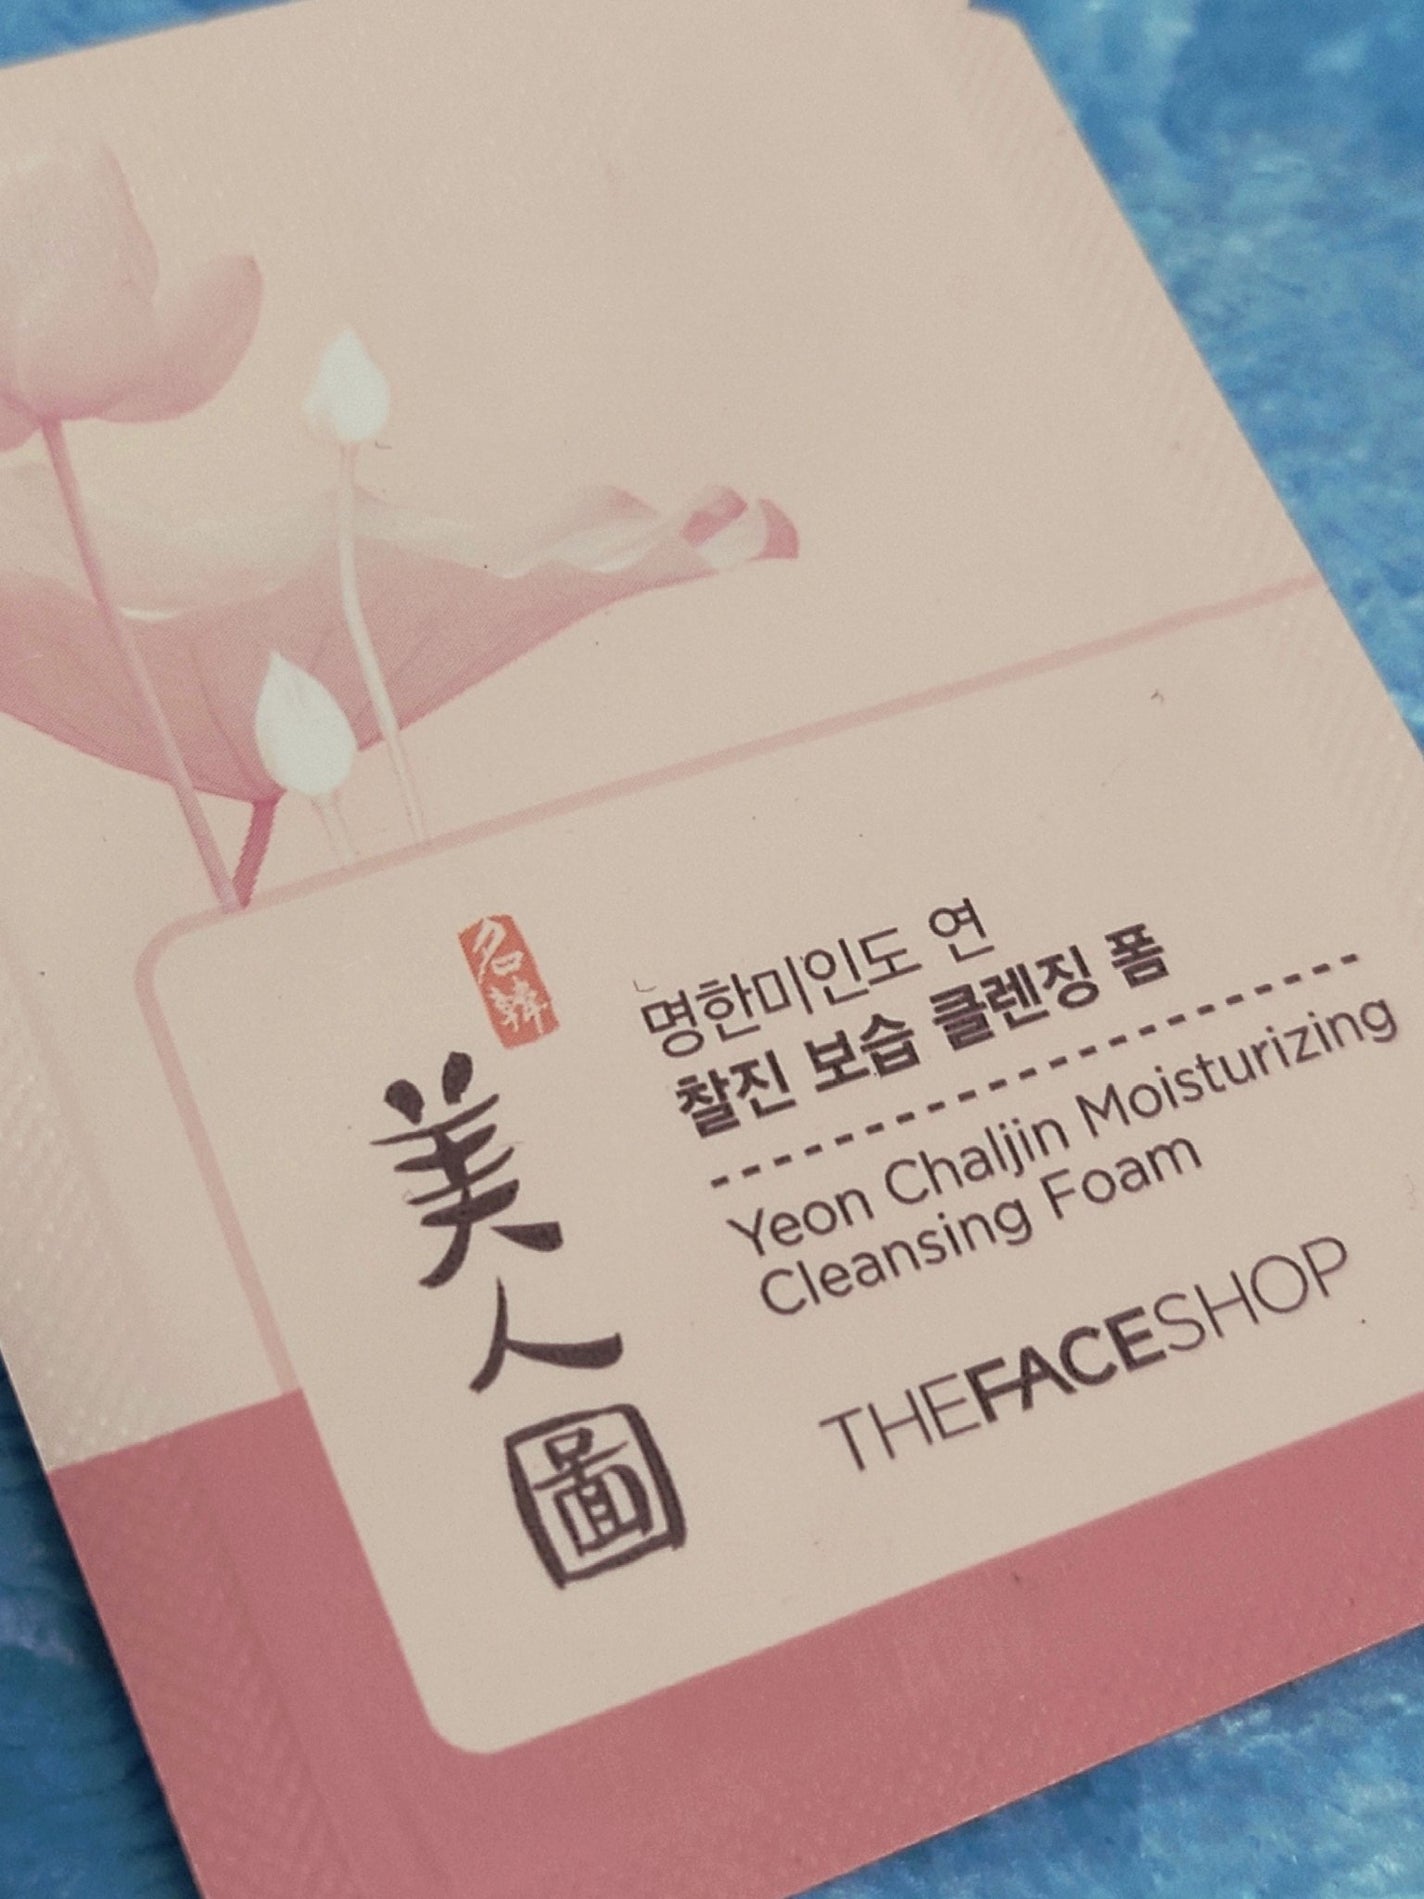 名韓
美人圖
명한미인도 연
찰진 보습 클렌징 폼
Yeon Chaljin Moisturizing
Cleansing Foam
THEFACESHOP